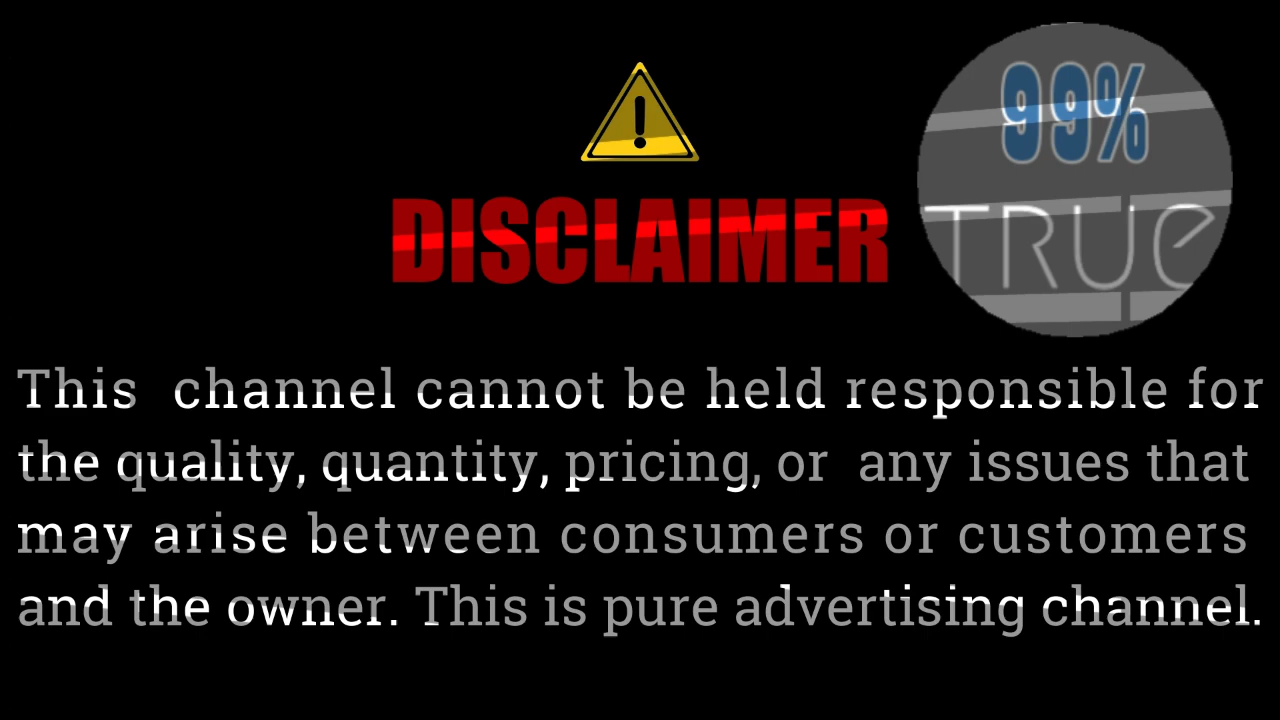 99%
TRUe
DISCLAIMER
This channel cannot be held responsible for
the quality, quantity, pricing, or any issues that
may arise between consumers or customers
and the owner. This is pure advertising channel.